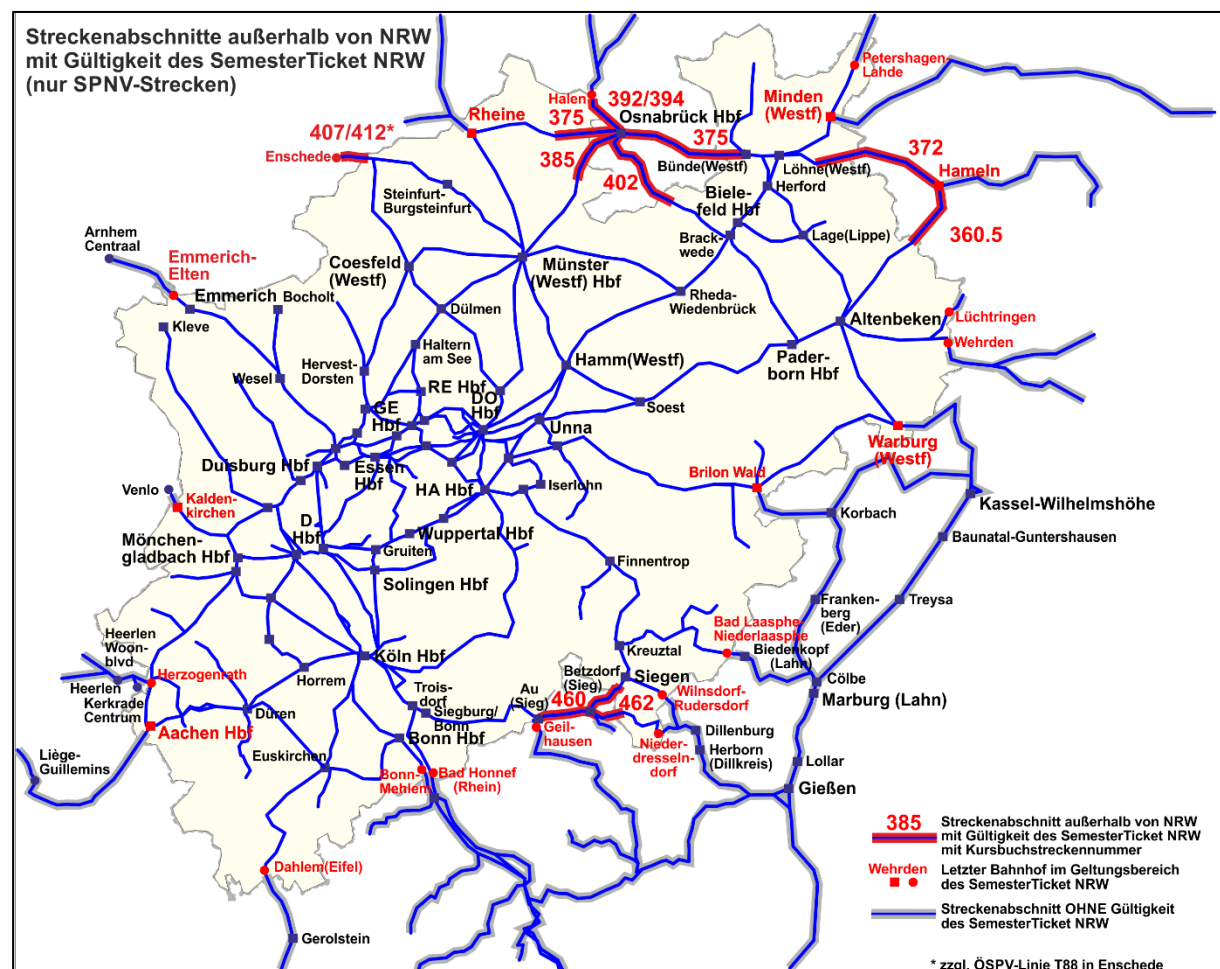 Streckenabschnitte außerhalb von NRW
mit Gültigkeit des SemesterTicket NRW
(nur SPNV-Strecken)
Petershagen-
Lahde
Halen
392/394
Minden
(Westf)
Rheine
375
Osnabrück Hbf
407/412*
375
372
Enschede
385
Bünde(Westf)
Löhne(Westf)
Hameln
402
Herford
Steinfurt-
Burgsteinfurt
Biele-
feld Hbf
360.5
Arnhem
Centraal
Brack-
wede
Lage(Lippe)
Emmerich-
Elten
Coesfeld
(Westf)
Münster
(Westf) Hbf
Emmerich
Bocholt
Rheda-
Wiedenbrück
Kleve
Dülmen
Altenbeken
Lüchtringen
Haltern
am See
Wehrden
Hervest-
Dorsten
Hamm(Westf)
Pader-
born Hbf
Wesel
RE Hbf
DO
Hbf
Soest
GE
Hbf
Unna
Warburg
(Westf)
Duisburg Hbf
Essen
Hbf
Brilon Wald
Venlo
HA Hbf
Iserlohn
Kalden-
kirchen
Kassel-Wilhelmshöhe
Korbach
D
Hbf
Wuppertal Hbf
Baunatal-Guntershausen
Mönchen-
gladbach Hbf
Gruiten
Finnentrop
Solingen Hbf
Franken-
berg
(Eder)
Treysa
Heerlen
Woon-
blvd
Bad Laasphe-
Niederlaasphe
Köln Hbf
Kreuztal
Biedenkopf
(Lahn)
Herzogenrath
Betzdorf
(Sieg)
Siegen
Cölbe
Horrem
Trois-
dorf
Au
(Sieg)
Wilnsdorf-
Rudersdorf
Marburg (Lahn)
Heerlen
Kerkrade
Centrum
460
462
Düren
Siegburg/
Bonn
Aachen Hbf
Geil-
hausen
Dillenburg
Bonn Hbf
Nieder-
dresseln-
dorf
Herborn
(Dillkreis)
Liège-
Guillemins
Euskirchen
Lollar
Bonn-
Mehlem
Bad Honnef
(Rhein)
Gießen
385
Streckenabschnitt außerhalb von NRW
mit Gültigkeit des SemesterTicket NRW
mit Kursbuchstreckennummer
Dahlem(Eifel)
Wehrden
Letzter Bahnhof im Geltungsbereich
des SemesterTicket NRW
Streckenabschnitt OHNE Gültigkeit
des SemesterTicket NRW
Gerolstein
* zzgl. ÖSPV-Linie T88 in Enschede